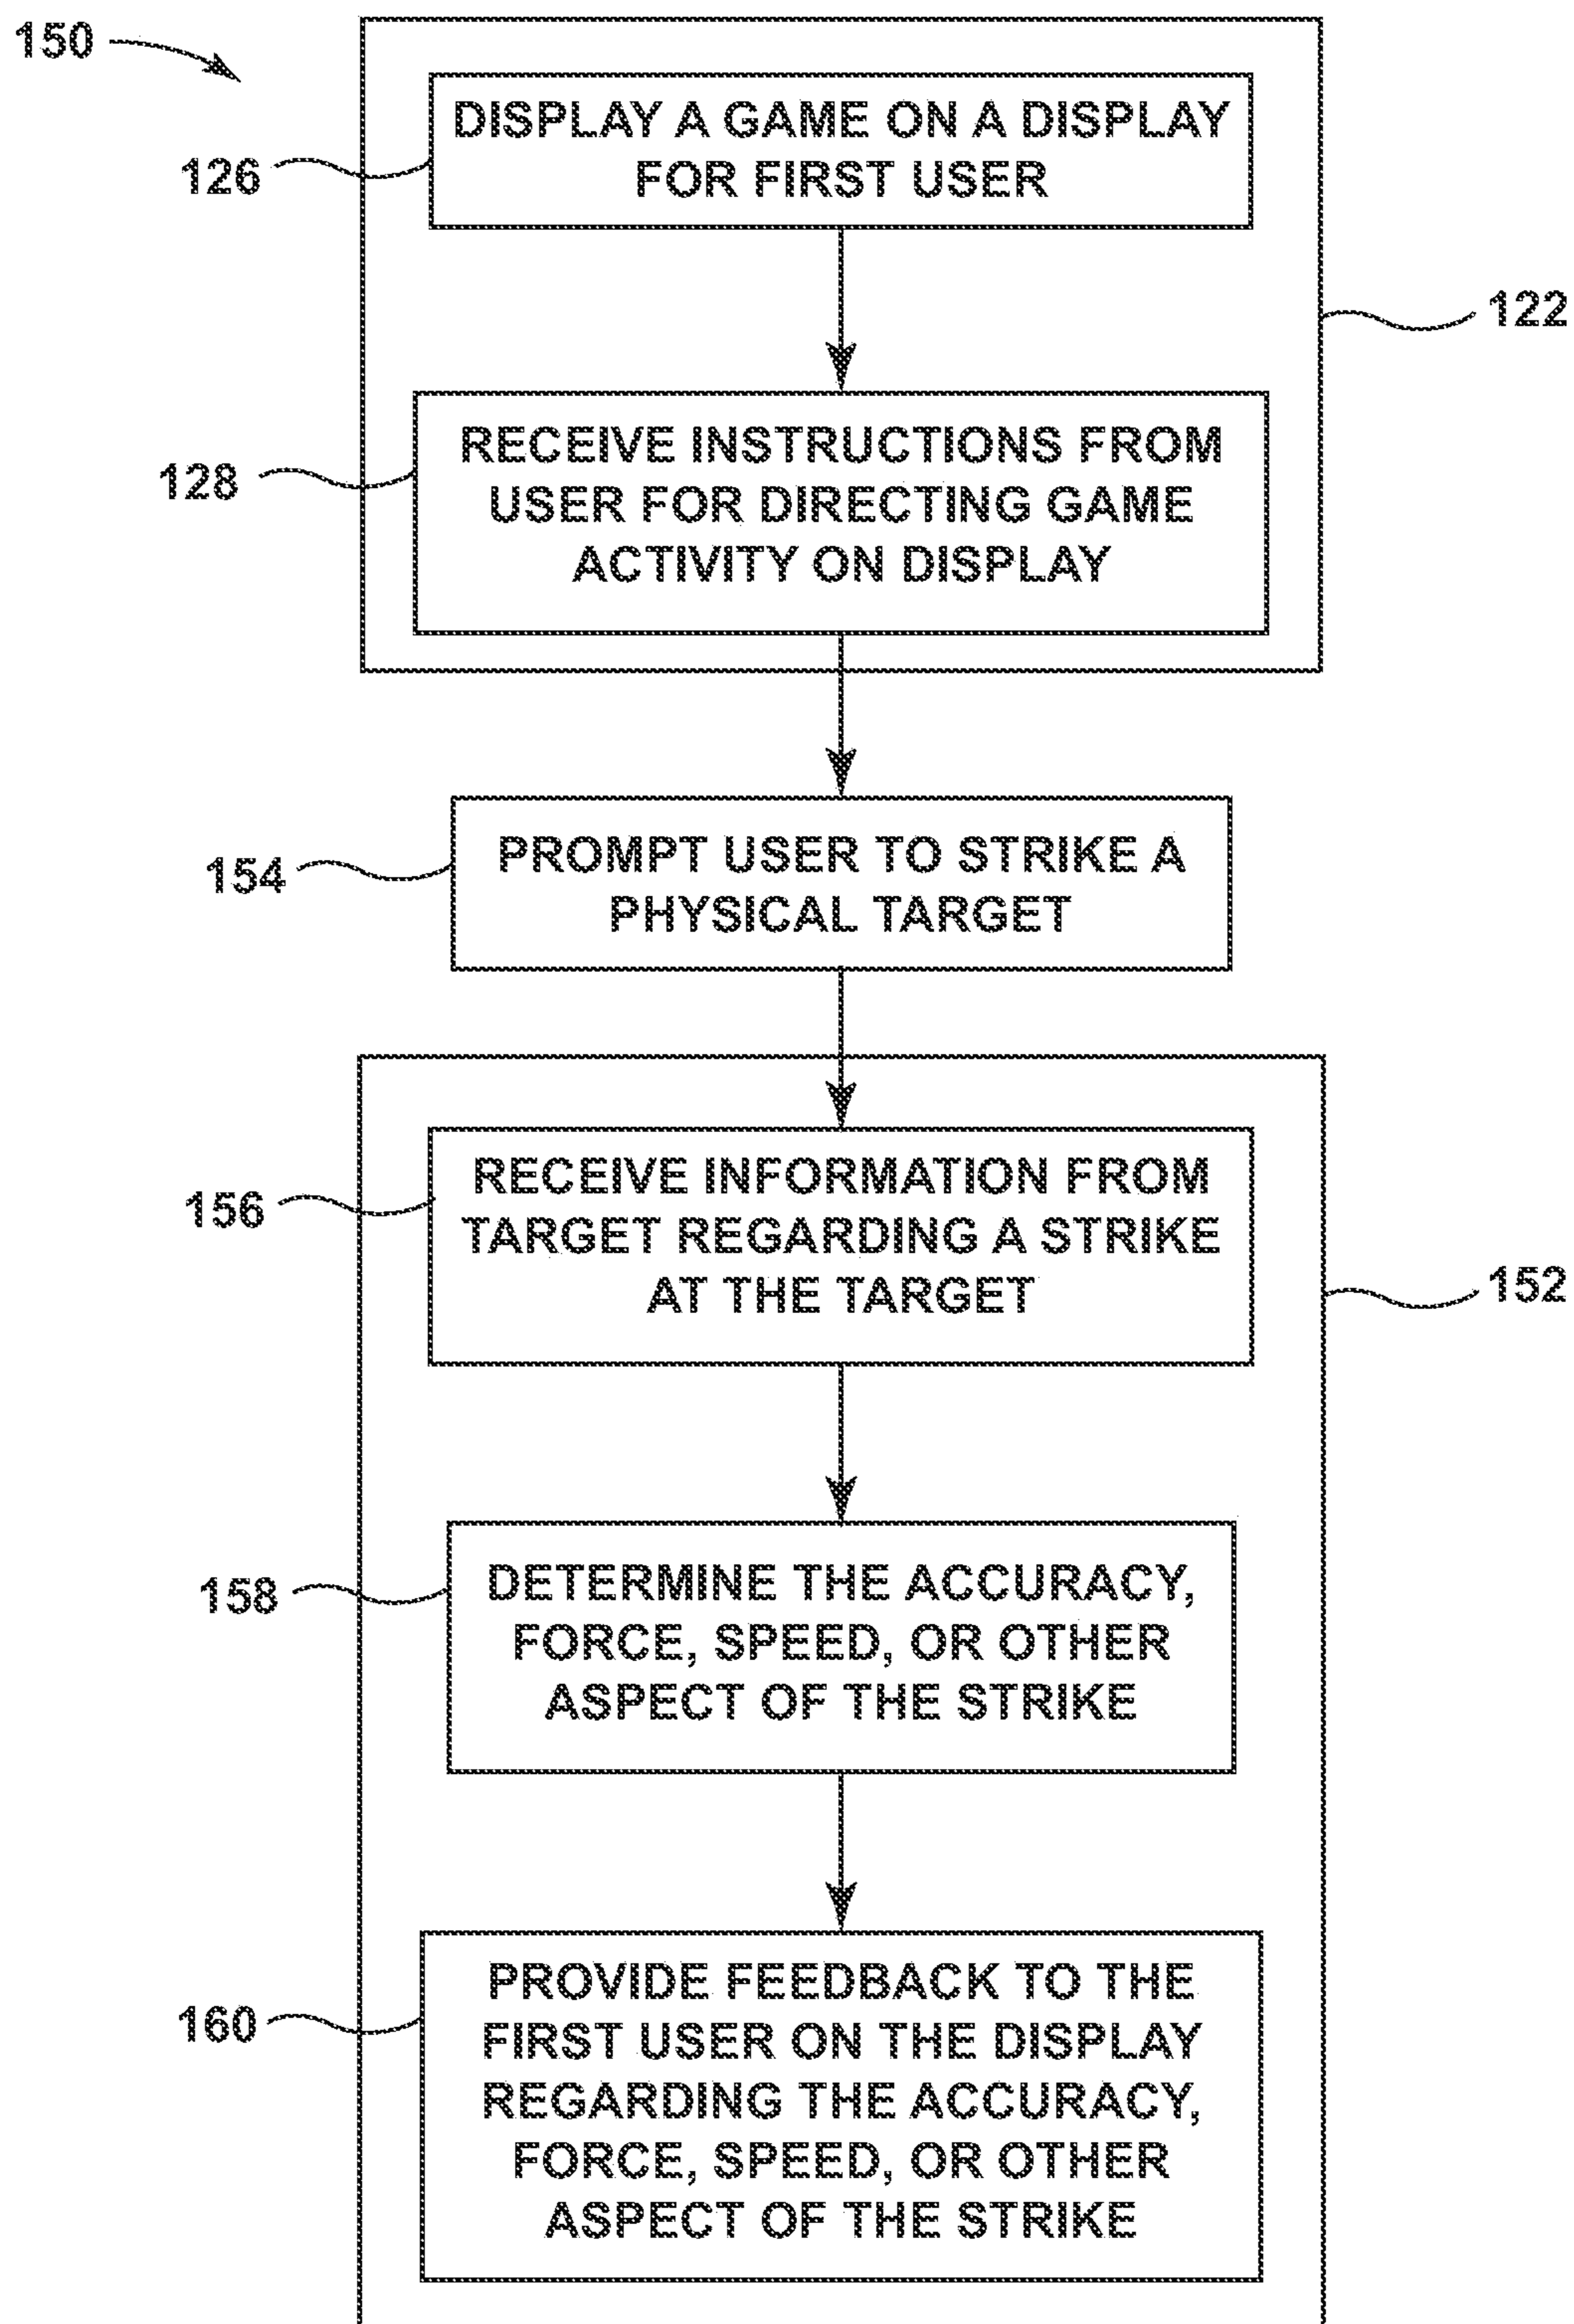 150
DISPLAY A GAME ON A DISPLAY
FOR FIRST USER
126
122
RECEIVE INSTRUCTIONS FROM
USER FOR DIRECTING GAME
ACTIVITY ON DISPLAY
128
PROMPT USER TO STRIKE A
PHYSICAL TARGET
154
RECEIVE INFORMATION FROM
TARGET REGARDING A STRIKE
AT THE TARGET
156
152
DETERMINE THE ACCURACY,
FORCE, SPEED, OR OTHER
ASPECT OF THE STRIKE
158
PROVIDE FEEDBACK TO THE
FIRST USER ON THE DISPLAY
REGARDING THE ACCURACY,
FORCE, SPEED, OR OTHER
ASPECT OF THE STRIKE
160